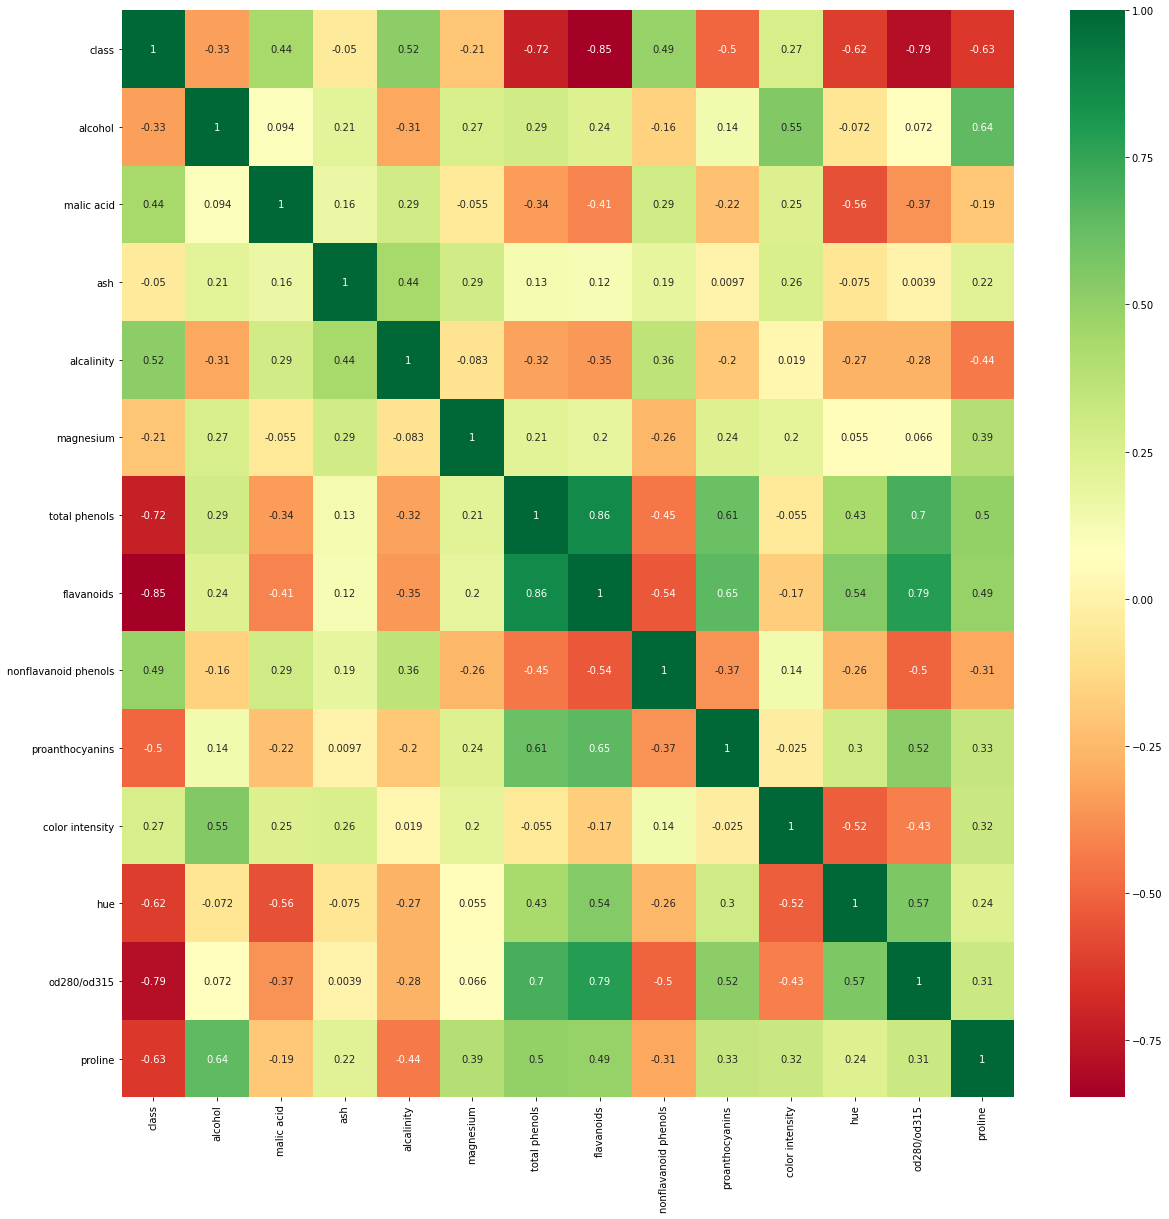 class 1 -0.33 0.44 -0.05 0.52 -0.21 -0.72 -0.85 0.49 -0.5 0.27 -0.62 -0.79 -0.63
alcohol -0.33 1 0.094 0.21 -0.31 0.27 0.29 0.24 -0.16 0.14 0.55 -0.072 0.072 0.64
malic acid 0.44 0.094 1 0.16 0.29 -0.055 -0.34 -0.41 0.29 -0.22 0.25 -0.56 -0.37 -0.19
ash -0.05 0.21 0.16 1 0.44 0.29 0.13 0.12 0.19 0.0097 0.26 -0.075 0.0039 0.22
alcalinity 0.52 -0.31 0.29 0.44 1 -0.083 -0.32 -0.35 0.36 -0.2 0.019 -0.27 -0.28 -0.44
magnesium -0.21 0.27 -0.055 0.29 -0.083 1 0.21 0.2 -0.26 0.24 0.2 0.055 0.066 0.39
total phenols -0.72 0.29 -0.34 0.13 -0.32 0.21 1 0.86 -0.45 0.61 -0.055 0.43 0.7 0.5
flavanoids -0.85 0.24 -0.41 0.12 -0.35 0.2 0.86 1 -0.54 0.65 -0.17 0.54 0.79 0.49
nonflavanoid phenols 0.49 -0.16 0.29 0.19 0.36 -0.26 -0.45 -0.54 1 -0.37 0.14 -0.26 -0.5 -0.31
proanthocyanins -0.5 0.14 -0.22 0.0097 -0.2 0.24 0.61 0.65 -0.37 1 -0.025 0.3 0.52 0.33
color intensity 0.27 0.55 0.25 0.26 0.019 0.2 -0.055 -0.17 0.14 -0.025 1 -0.52 -0.43 0.32
hue -0.62 -0.072 -0.56 -0.075 -0.27 0.055 0.43 0.54 -0.26 0.3 -0.52 1 0.57 0.24
od280/od315 -0.79 0.072 -0.37 0.0039 -0.28 0.066 0.7 0.79 -0.5 0.52 -0.43 0.57 1 0.31
proline -0.63 0.64 -0.19 0.22 -0.44 0.39 0.5 0.49 -0.31 0.33 0.32 0.24 0.31 1
class
alcohol
malic acid
ash
alcalinity
magnesium
total phenols
flavanoids
nonflavanoid phenols
proanthocyanins
color intensity
hue
od280/od315
proline
1.00
0.75
0.50
0.25
0.00
−0.25
−0.50
−0.75